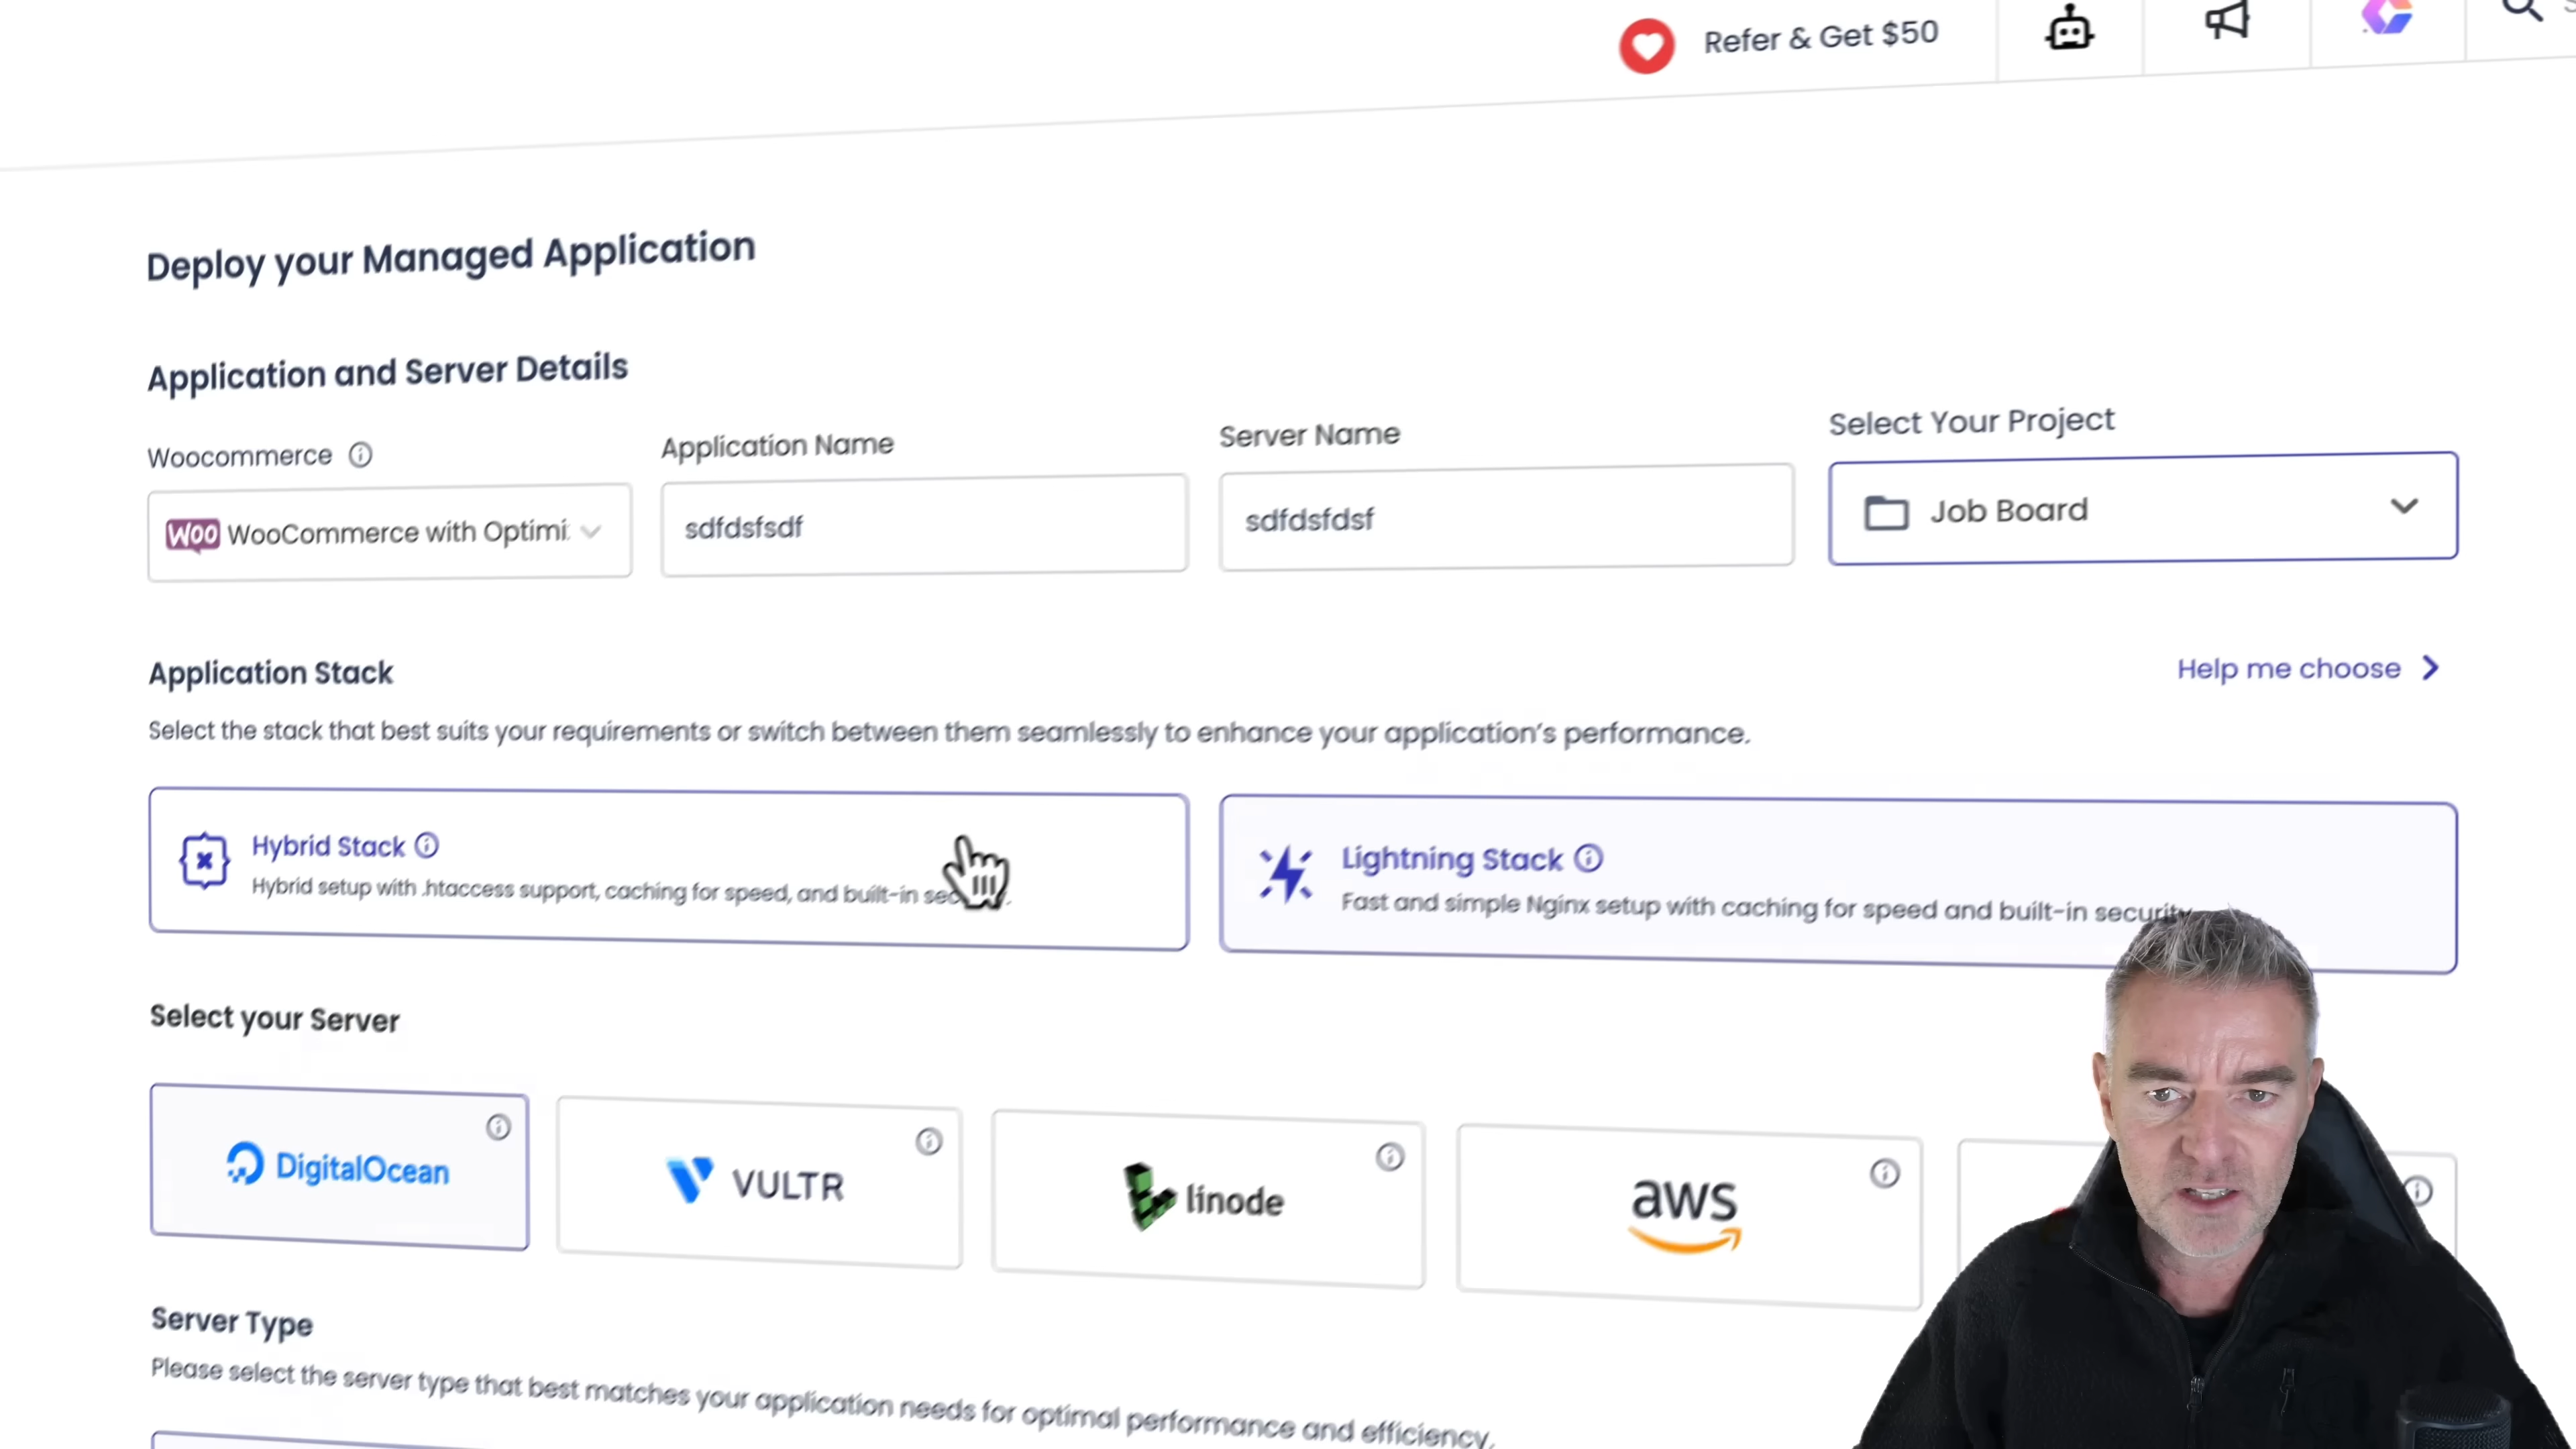 Refer & Get $50
Deploy your Managed Application
Application and Server Details
Woocommerce
Application Name
Server Name
Select Your Project
WOO WooCommerce with Optimi
sdfdsfsdf
sdfdsfdsf
Job Board
Application Stack
Help me choose
Select the stack that best suits your requirements or switch between them seamlessly to enhance your application's performance.
Hybrid Stack
Hybrid setup with .htaccess support, caching for speed, and built-in
Lightning Stack
Fast and simple Nginx setup with caching for speed and built-in security
Select your Server
DigitalOcean
VULTR
linode
aws
Server Type
Please select the server type that best matches your application needs for optimal performance and efficiency.